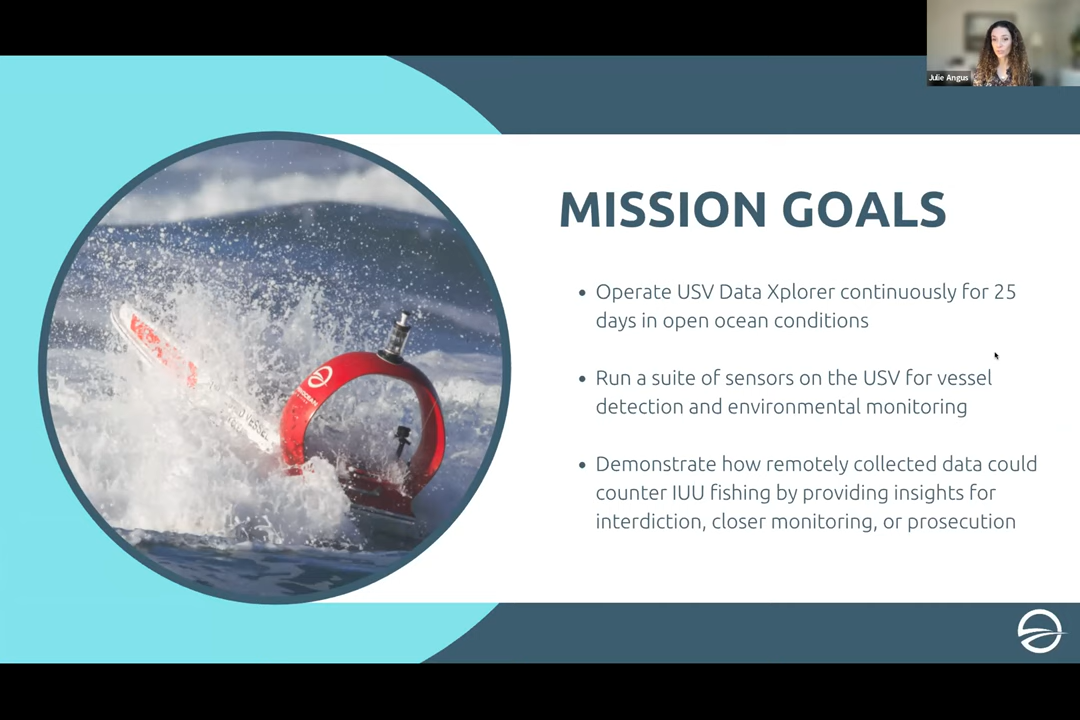 Julie Angus
MISSION GOALS
• Operate USV Data Xplorer continuously for 25
days in open ocean conditions
• Run a suite of sensors on the USV for vessel
detection and environmental monitoring
• Demonstrate how remotely collected data could
counter IUU fishing by providing insights for
interdiction, closer monitoring, or prosecution